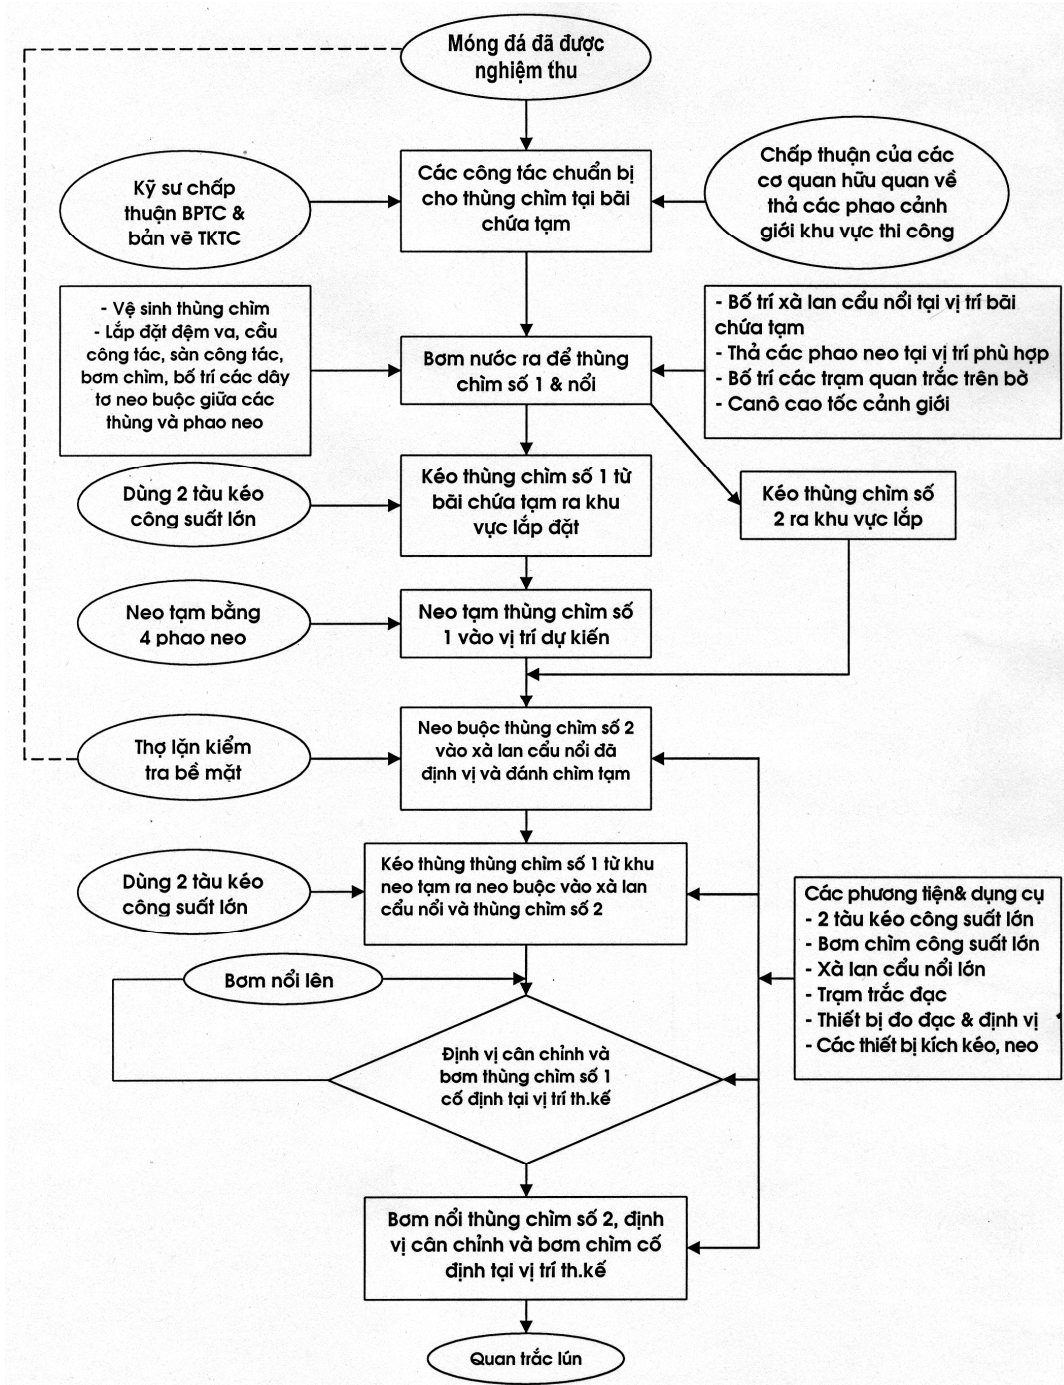 Móng đá đã được
nghiệm thu
Các công tác chuẩn bị
cho thùng chìm tại bãi
chứa tạm
Kỹ sư chấp
thuận BPTC &
bản vẽ TKTC
Chấp thuận của các
cơ quan hữu quan về
thả các phao cảnh
giới khu vực thi công
- Vệ sinh thùng chìm
- Lắp đặt đệm va, cầu
công tác, sàn công tác,
bơm chìm, bố trí các dây
tơ neo buộc giữa các
thùng và phao neo
Bơm nước ra để thùng
chìm số 1 & nổi
- Bố trí xà lan cẩu nổi tại vị trí bãi
chứa tạm
- Thả các phao neo tại vị trí phù hợp
- Bố trí các trạm quan trắc trên bờ
- Canô cao tốc cảnh giới
Dùng 2 tàu kéo
công suất lớn
Kéo thùng chìm số 1 từ
bãi chứa tạm ra khu
vực lắp đặt
Kéo thùng chìm số
2 ra khu vực lắp
Neo tạm bằng
4 phao neo
Neo tạm thùng chìm số
1 vào vị trí dự kiến
Thợ lặn kiểm
tra bề mặt
Neo buộc thùng chìm số 2
vào xà lan cẩu nổi đã
định vị và đánh chìm tạm
Dùng 2 tàu kéo
công suất lớn
Kéo thùng thùng chìm số 1 từ khu
neo tạm ra neo buộc vào xà lan
cẩu nổi và thùng chìm số 2
Các phương tiện& dụng cụ
- 2 tàu kéo công suất lớn
- Bơm chìm công suất lớn
- Xà lan cẩu nổi lớn
- Trạm trắc đạc
- Thiết bị đo đạc & định vị
- Các thiết bị kích kéo, neo
Bơm nổi lên
Định vị cân chỉnh và
bơm thùng chìm số 1
cố định tại vị trí th.kế
Bơm nổi thùng chìm số 2, định
vị cân chỉnh và bơm chìm cố
định tại vị trí th.kế
Quan trắc lún